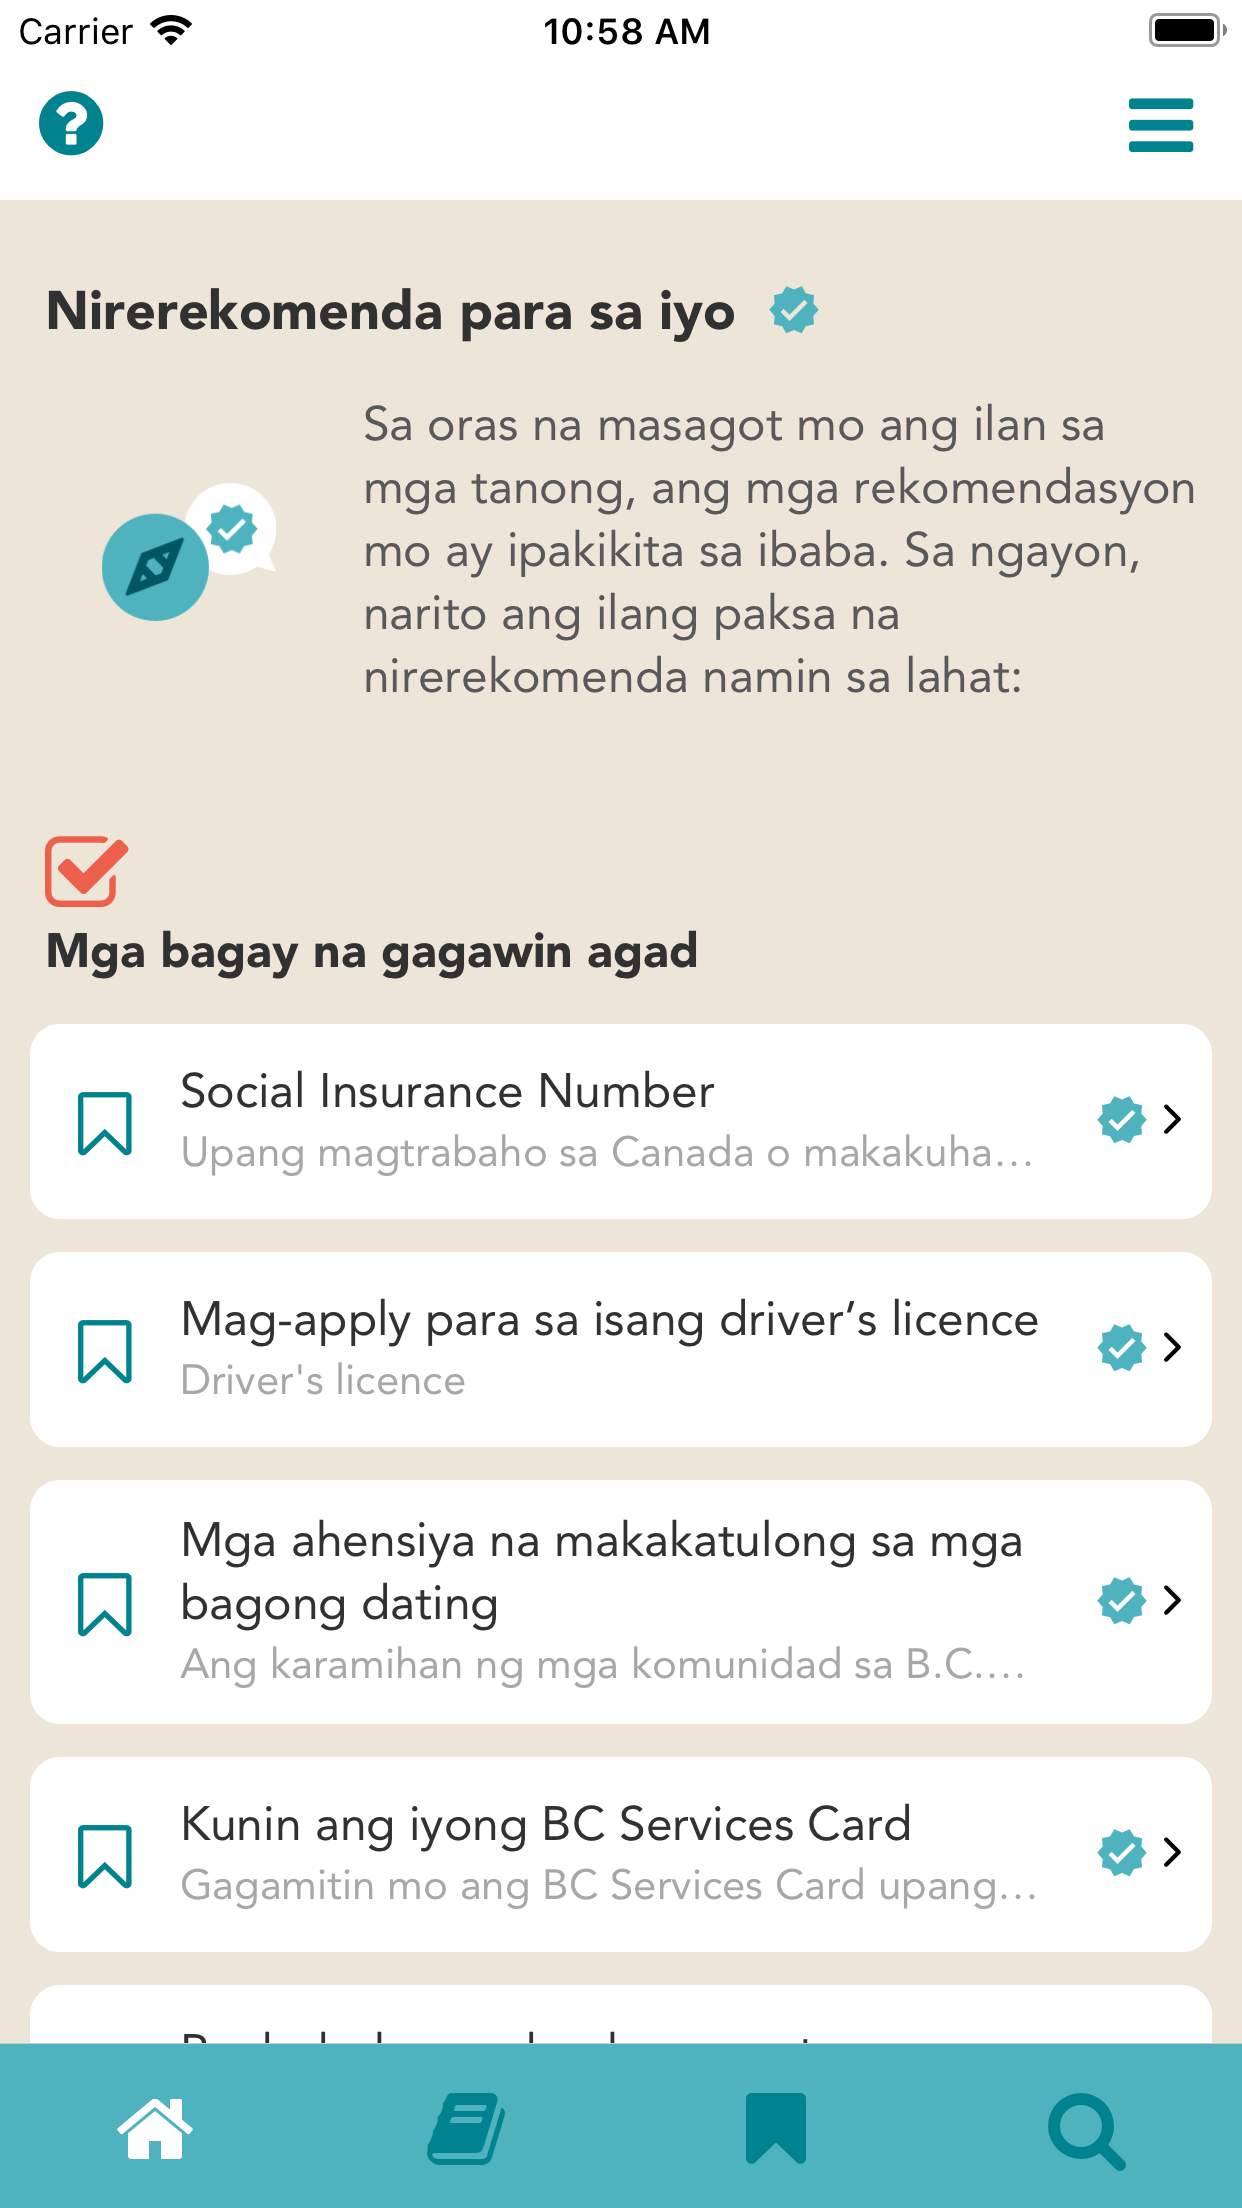 Carrier
10:58 AM
Nirerekomenda para sa iyo
Sa oras na masagot mo ang ilan sa
mga tanong, ang mga rekomendasyon
mo ay ipakikita sa ibaba. Sa ngayon,
narito ang ilang paksa na
nirerekomenda namin sa lahat:
Mga bagay na gagawin agad
Social Insurance Number
Upang magtrabaho sa Canada o makakuha...
Mag-apply para sa isang driver’s licence
Driver's licence
Mga ahensiya na makakatulong sa mga
bagong dating
Ang karamihan ng mga komunidad sa B.C....
Kunin ang iyong BC Services Card
Gagamitin mo ang BC Services Card upang...